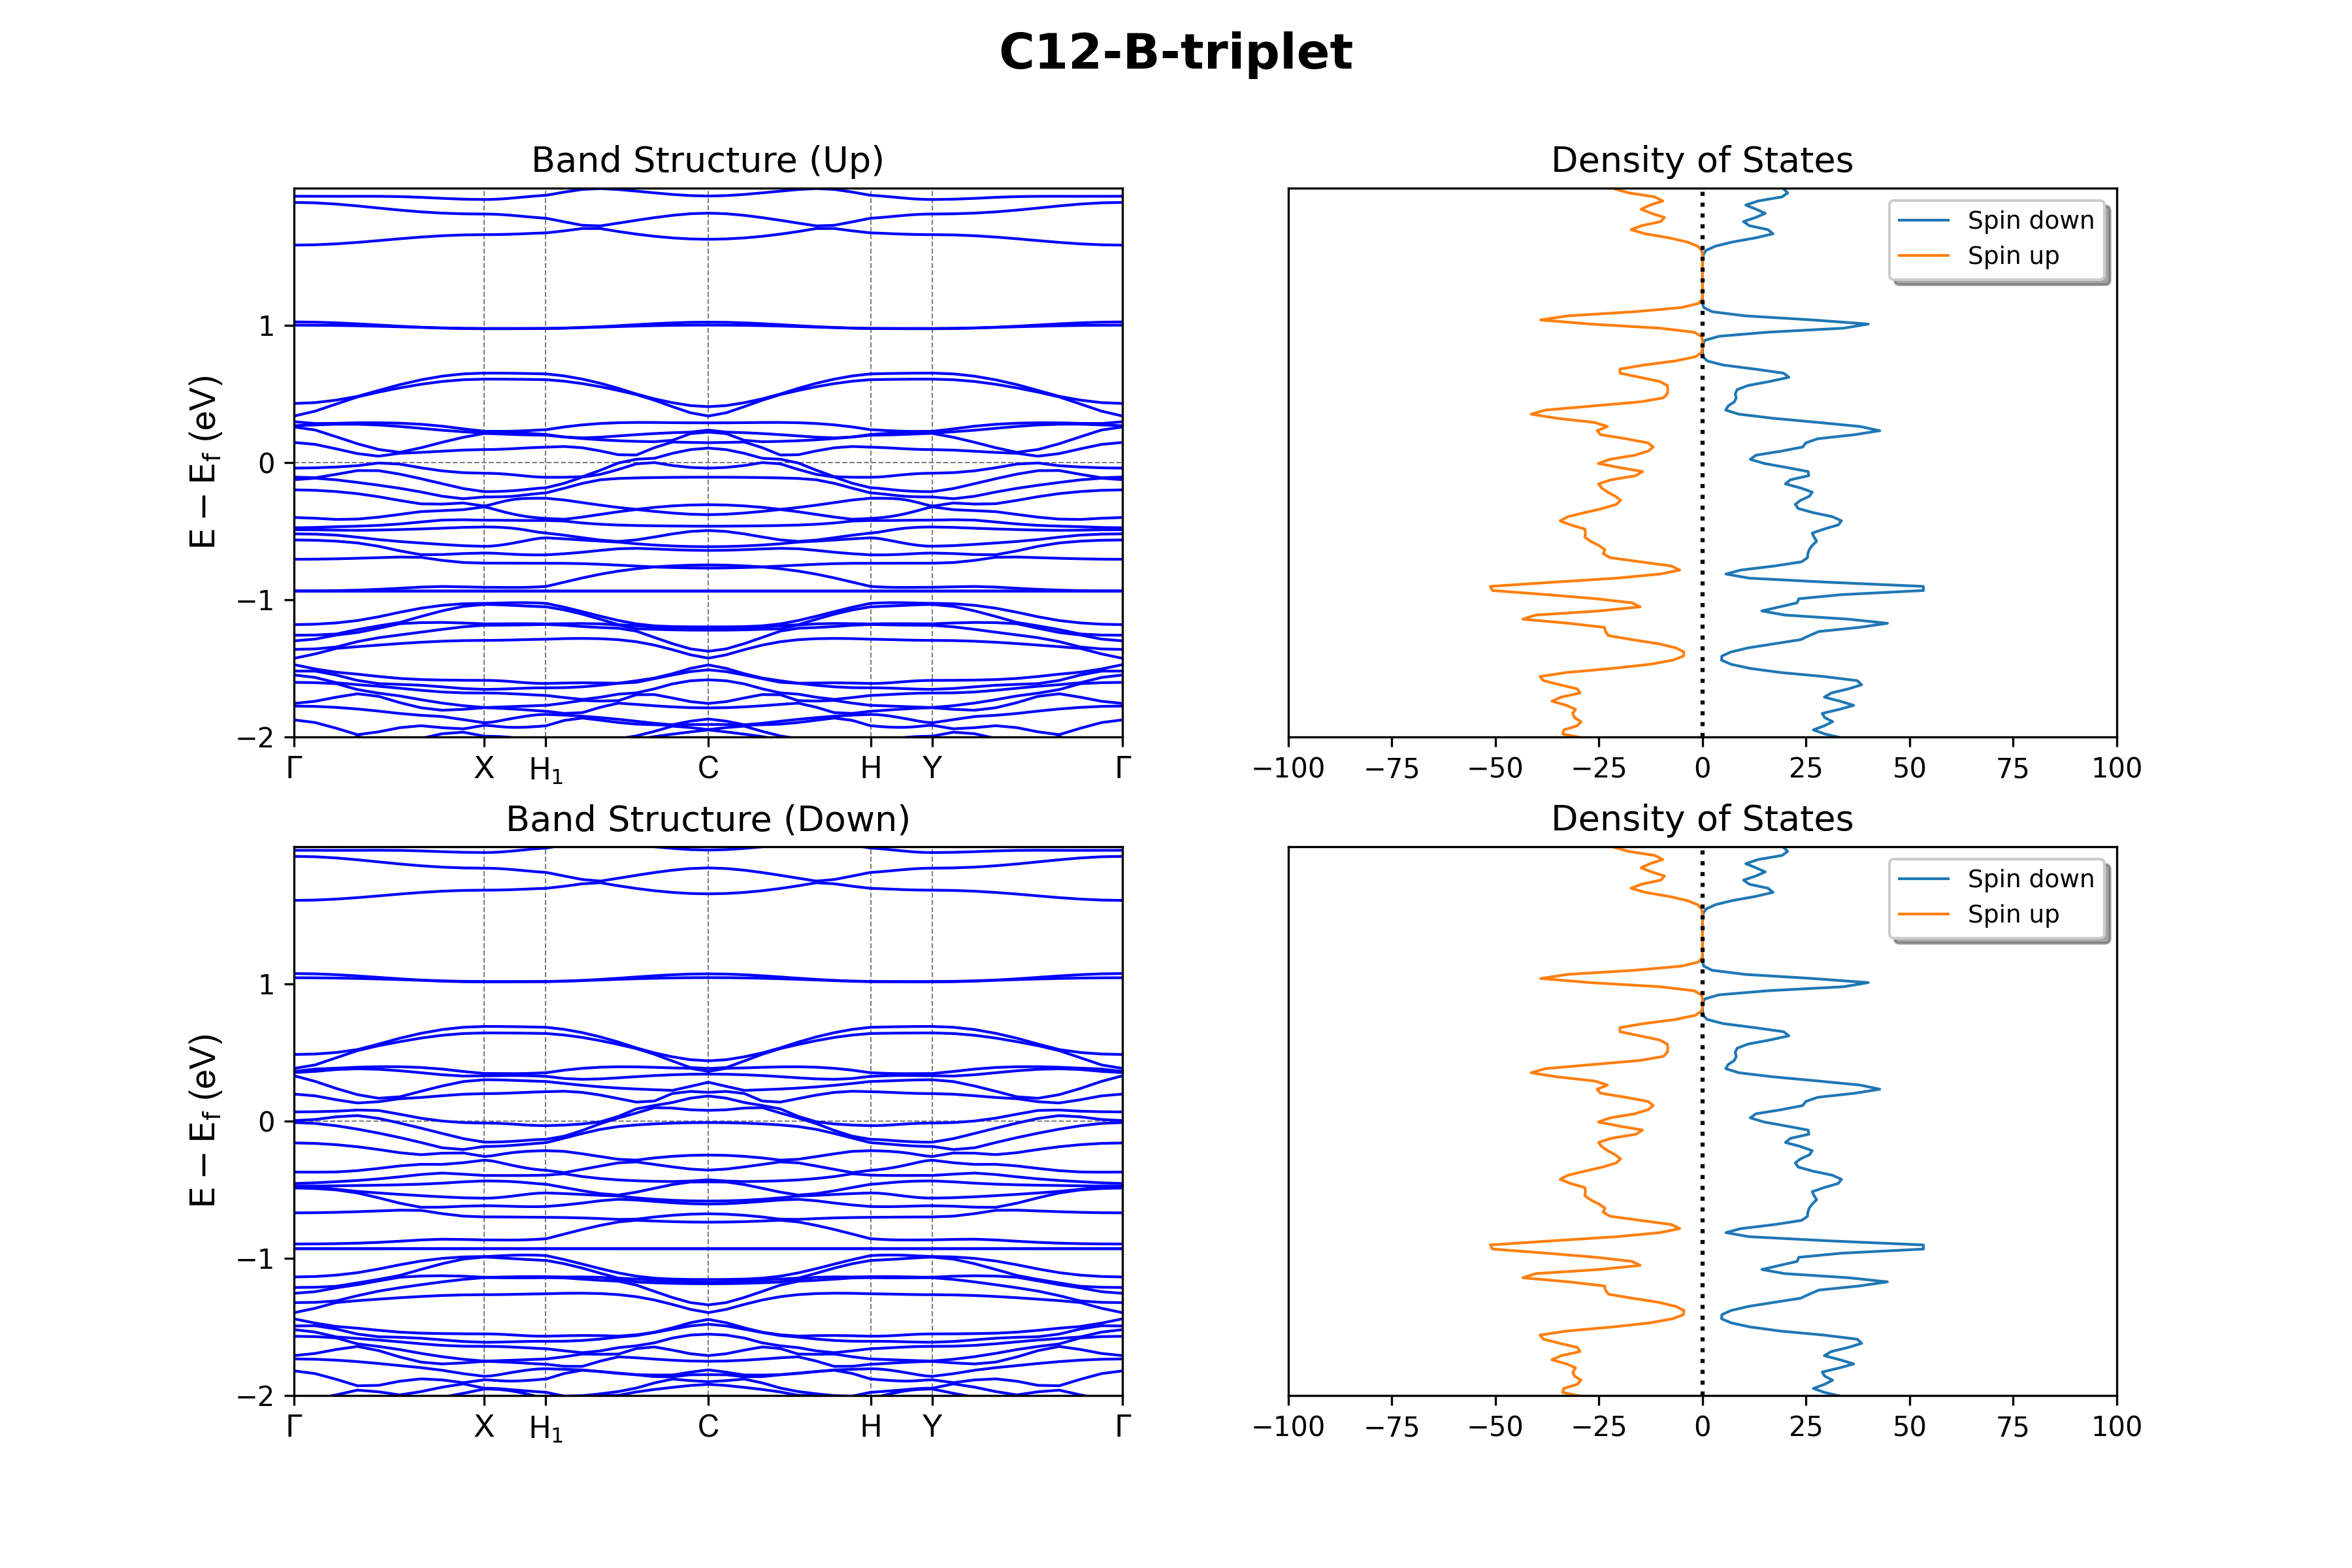 C12-B-triplet
Band Structure (Up)
Density of States
E − E_f (eV)
1
0
−1
−2
Γ X H₁ C H Y Γ
Spin down
Spin up
−100 −75 −50 −25 0 25 50 75 100
Band Structure (Down)
Density of States
E − E_f (eV)
1
0
−1
−2
Γ X H₁ C H Y Γ
Spin down
Spin up
−100 −75 −50 −25 0 25 50 75 100